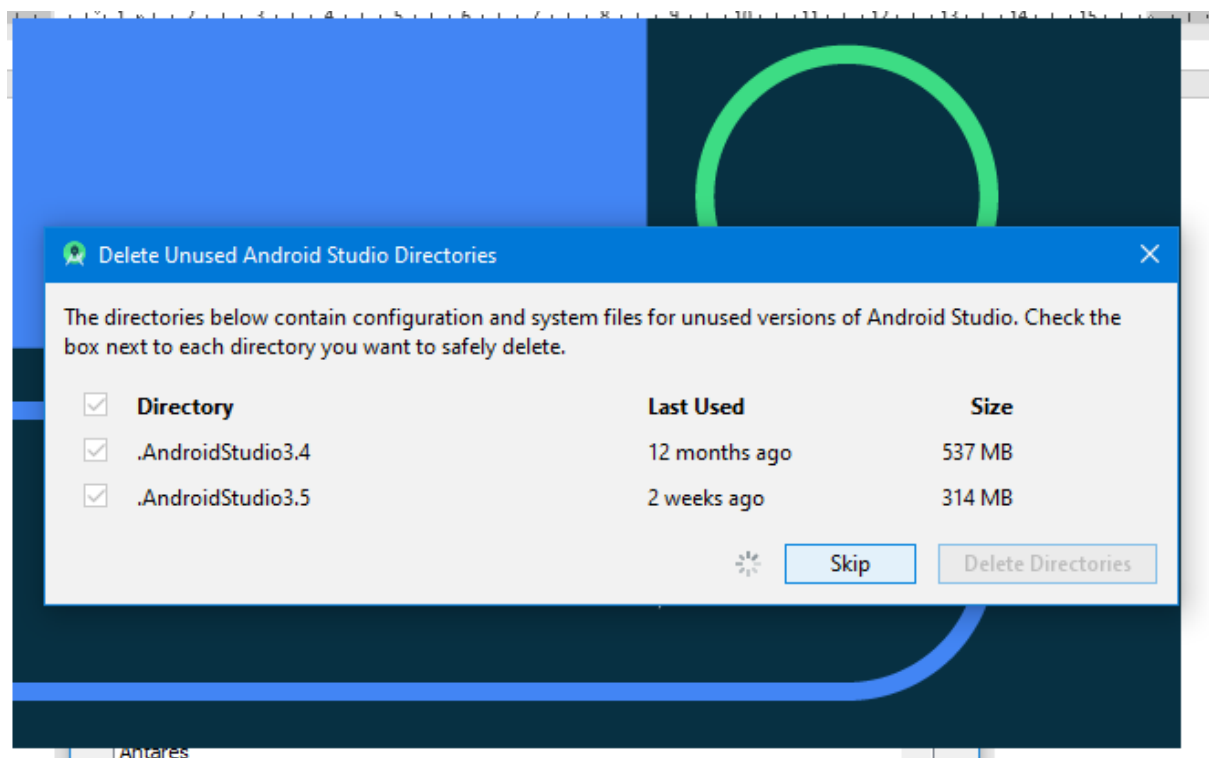 Delete Unused Android Studio Directories
The directories below contain configuration and system files for unused versions of Android Studio. Check the
box next to each directory you want to safely delete.
Directory Last Used Size
.AndroidStudio3.4 12 months ago 537 MB
.AndroidStudio3.5 2 weeks ago 314 MB
Skip Delete Directories
Antares